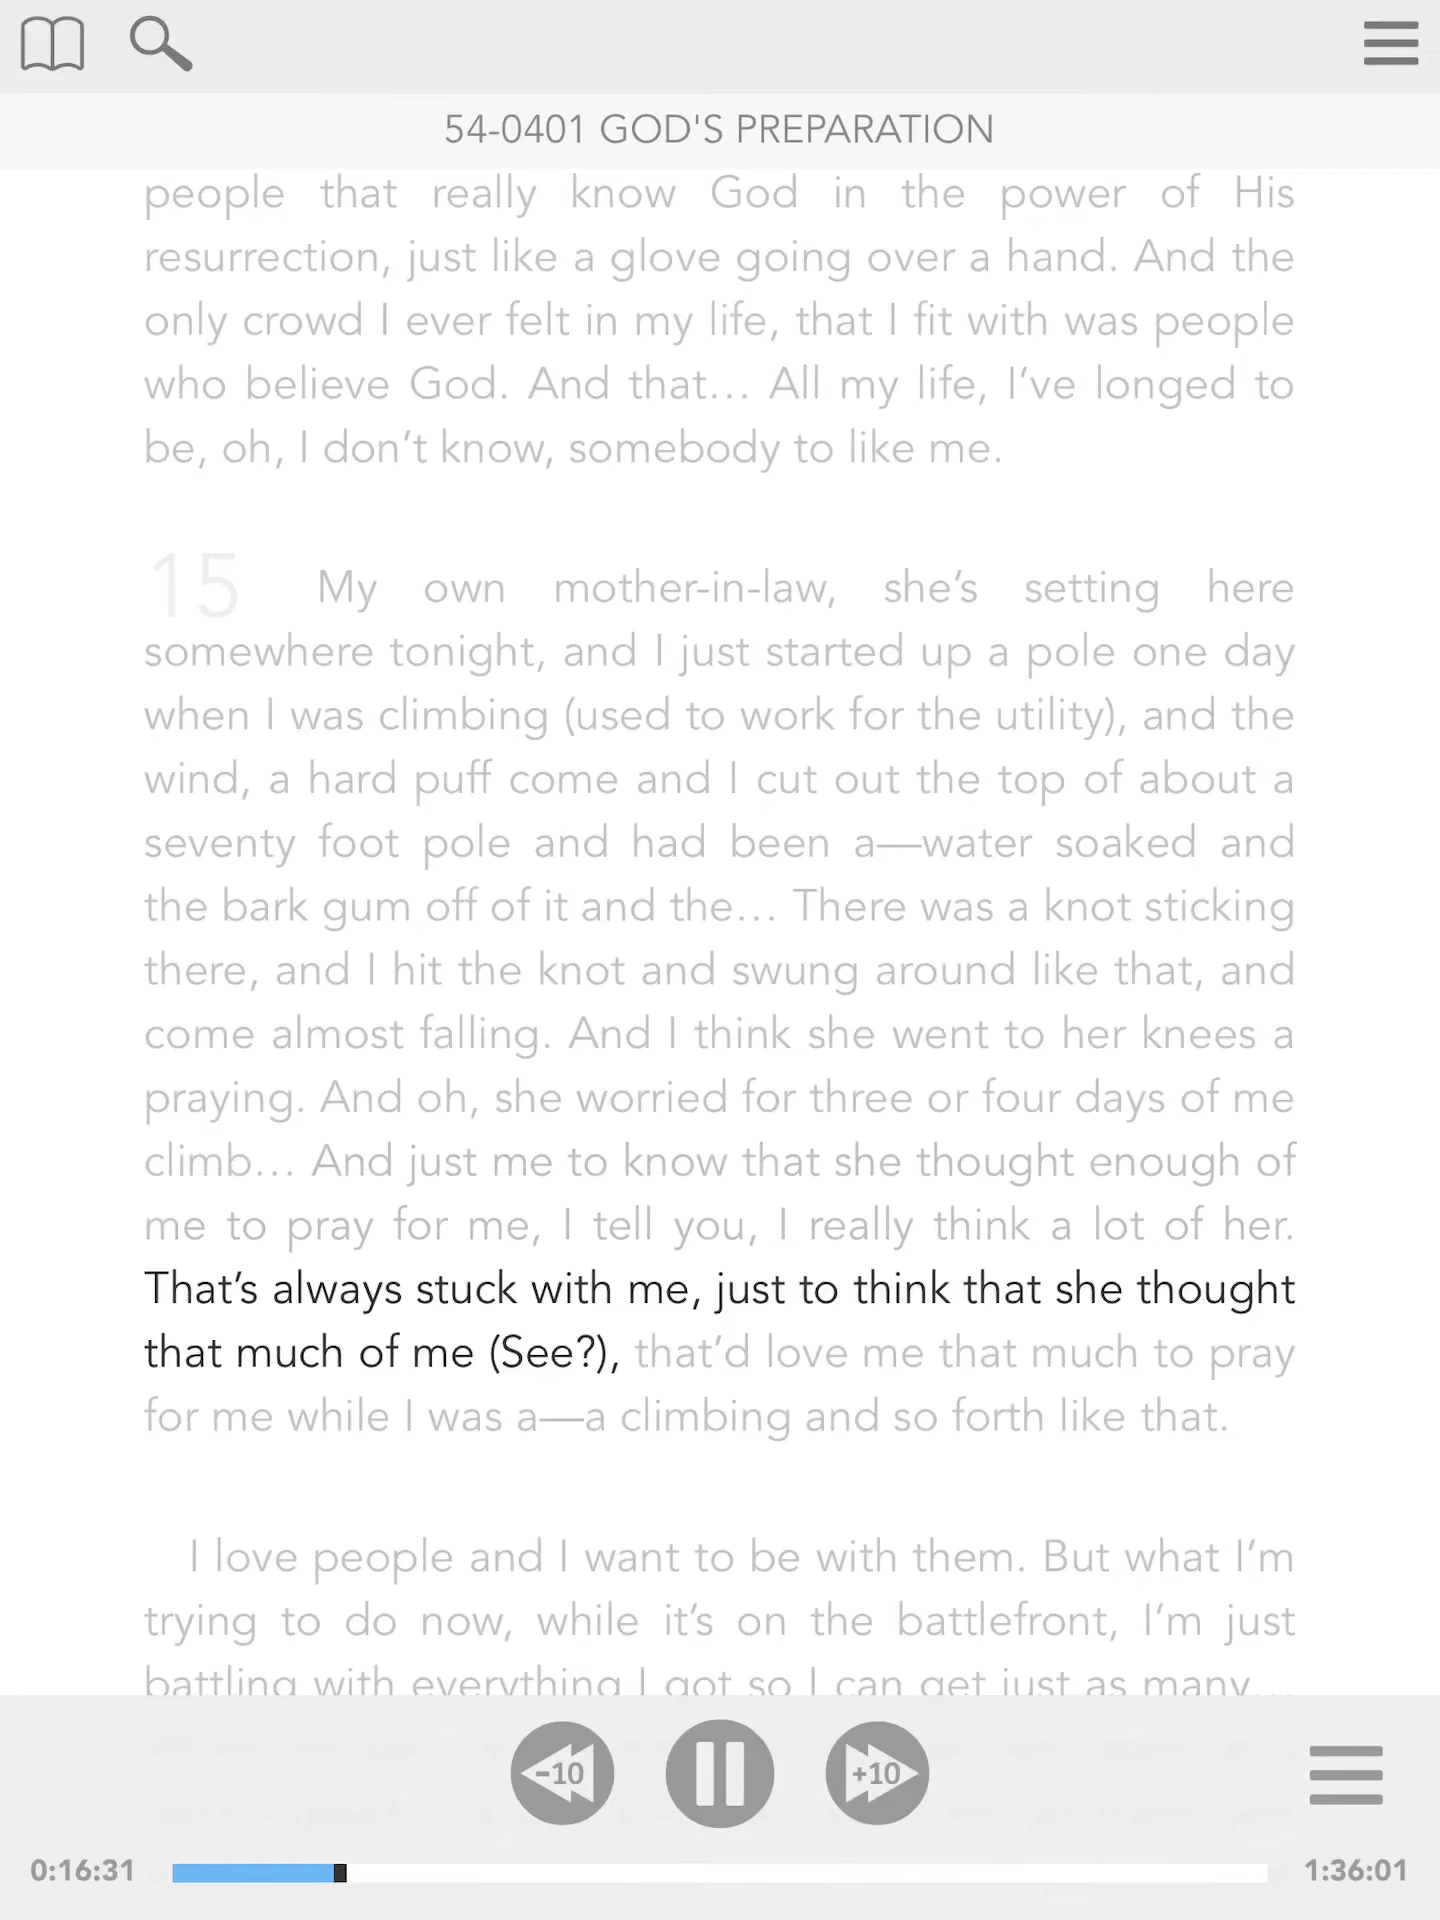 54-0401 GOD'S PREPARATION
people that really know God in the power of His
resurrection, just like a glove going over a hand. And the
only crowd I ever felt in my life, that I fit with was people
who believe God. And that… All my life, I’ve longed to
be, oh, I don’t know, somebody to like me.
15 My own mother-in-law, she’s setting here
somewhere tonight, and I just started up a pole one day
when I was climbing (used to work for the utility), and the
wind, a hard puff come and I cut out the top of about a
seventy foot pole and had been a—water soaked and
the bark gum off of it and the… There was a knot sticking
there, and I hit the knot and swung around like that, and
come almost falling. And I think she went to her knees a
praying. And oh, she worried for three or four days of me
climb… And just me to know that she thought enough of
me to pray for me, I tell you, I really think a lot of her.
That’s always stuck with me, just to think that she thought
that much of me (See?), that’d love me that much to pray
for me while I was a—a climbing and so forth like that.
I love people and I want to be with them. But what I’m
trying to do now, while it’s on the battlefront, I’m just
battling with everything I got so I can get just as many…
-10 +10
0:16:31 1:36:01